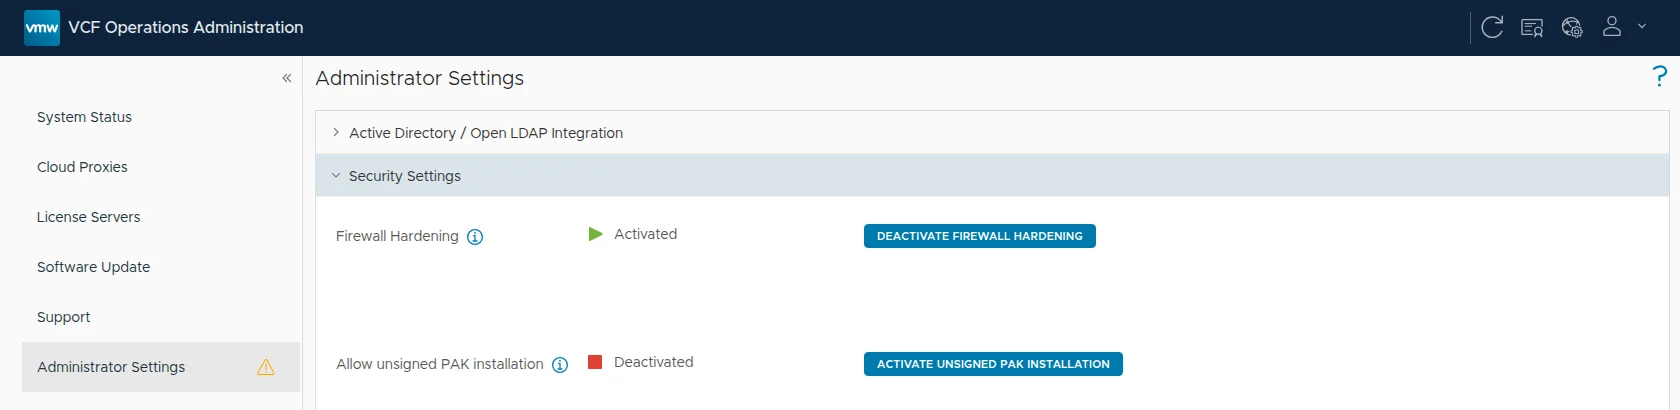 vmw VCF Operations Administration
«
Administrator Settings
?
System Status
Cloud Proxies
License Servers
Software Update
Support
Administrator Settings
Active Directory / Open LDAP Integration
Security Settings
Firewall Hardening Activated DEACTIVATE FIREWALL HARDENING
Allow unsigned PAK installation Deactivated ACTIVATE UNSIGNED PAK INSTALLATION